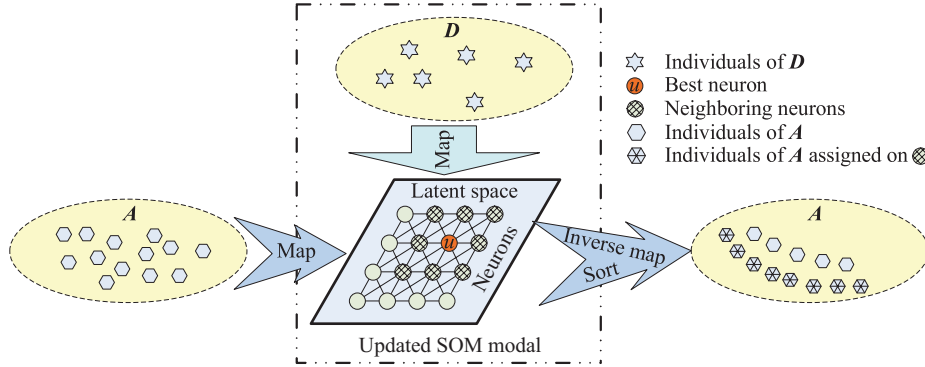 D
Individuals of D
Best neuron
u
Neighboring neurons
Individuals of A
Individuals of A assigned on
Map
Latent space
A
Map
u
Neurons
Inverse map
Sort
A
Updated SOM modal